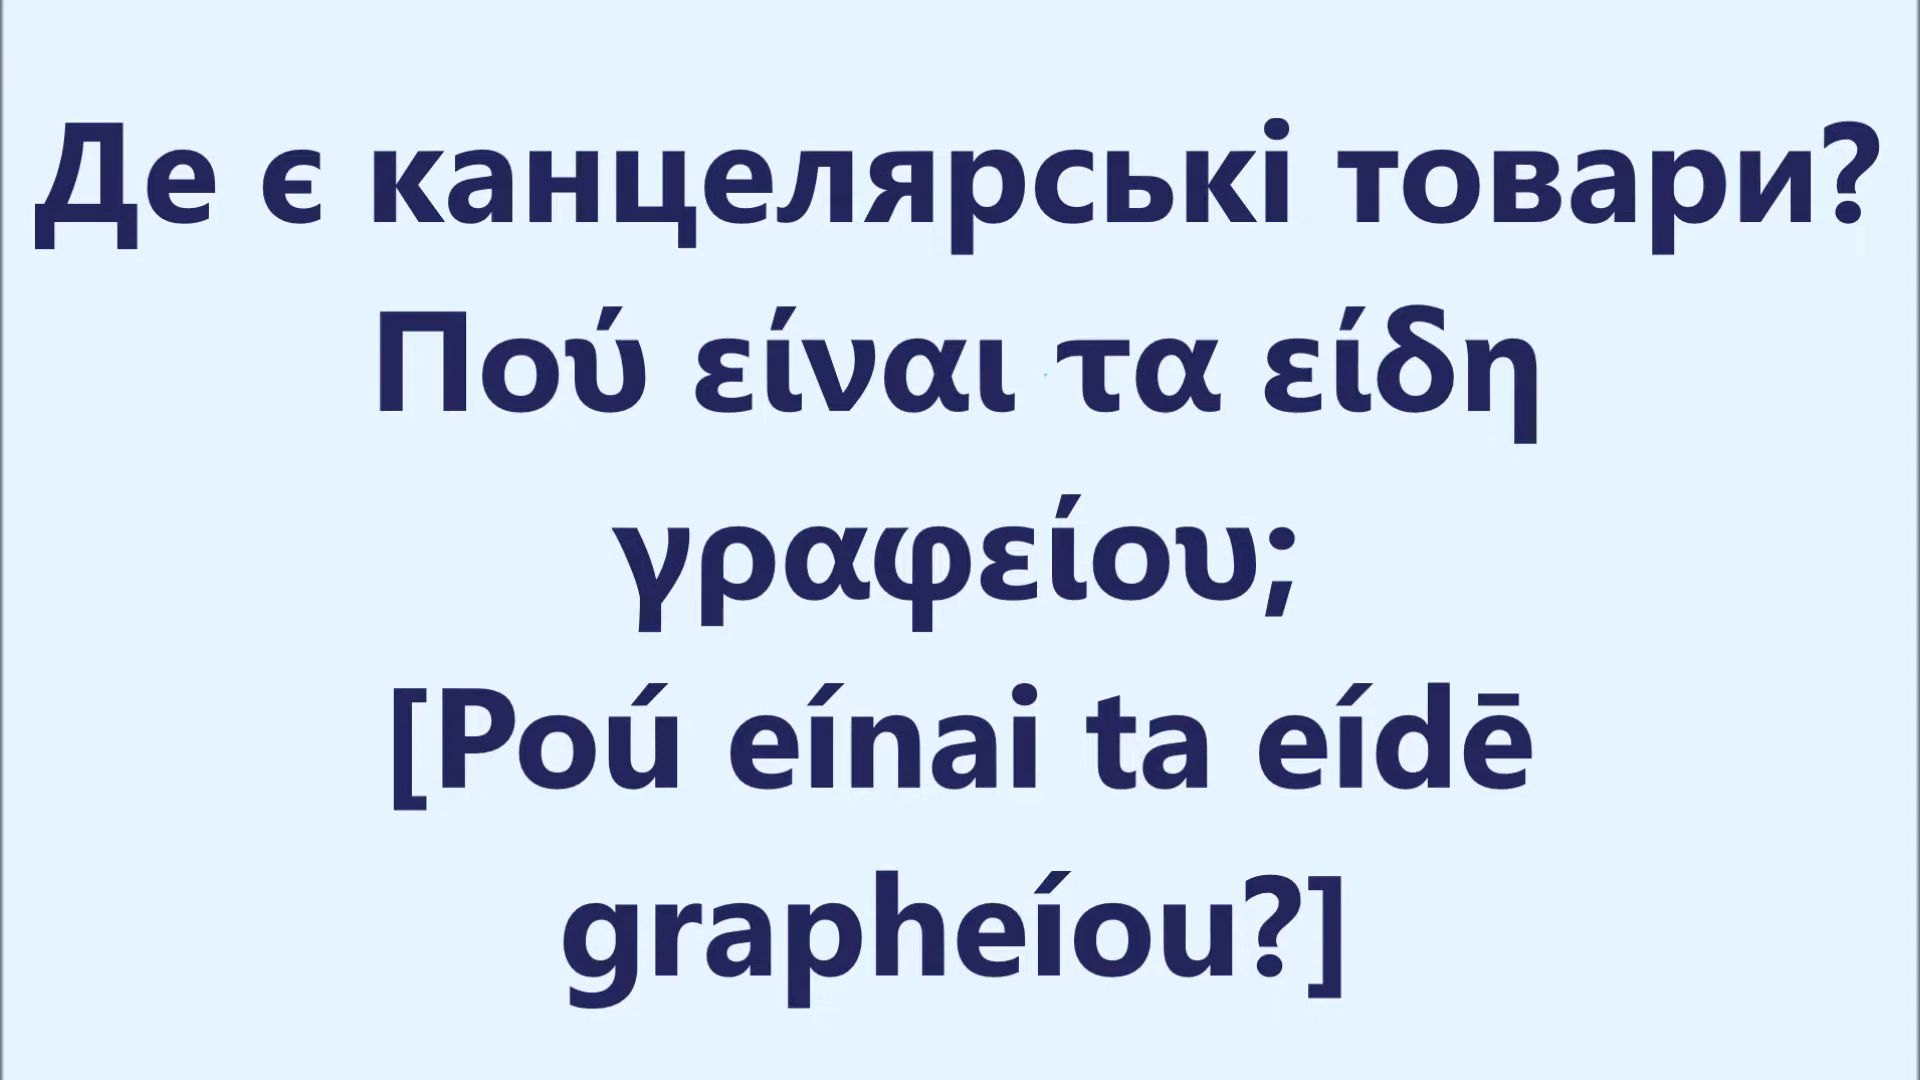 Де є канцелярські товари?
Πού είναι τα είδη
γραφείου;
[Poú eínai ta eídē
grapheíou?]